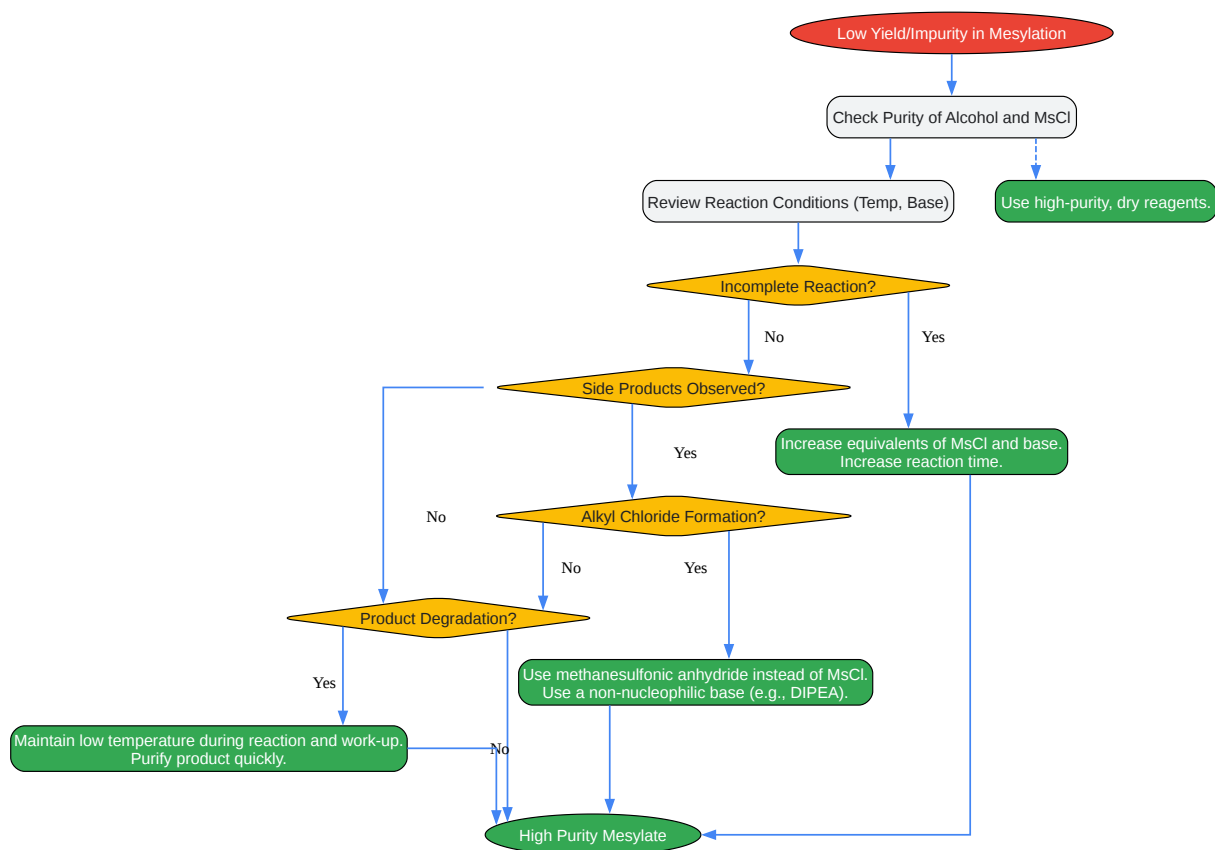 Low Yield/Impurity in Mesylation
Check Purity of Alcohol and MsCl
Review Reaction Conditions (Temp, Base)
Use high-purity, dry reagents.
Incomplete Reaction?
No
Yes
Side Products Observed?
Increase equivalents of MsCl and base.
Increase reaction time.
Yes
No
Alkyl Chloride Formation?
No
Yes
Product Degradation?
Use methanesulfonic anhydride instead of MsCl.
Use a non-nucleophilic base (e.g., DIPEA).
Yes
Maintain low temperature during reaction and work-up.
Purify product quickly.
No
High Purity Mesylate